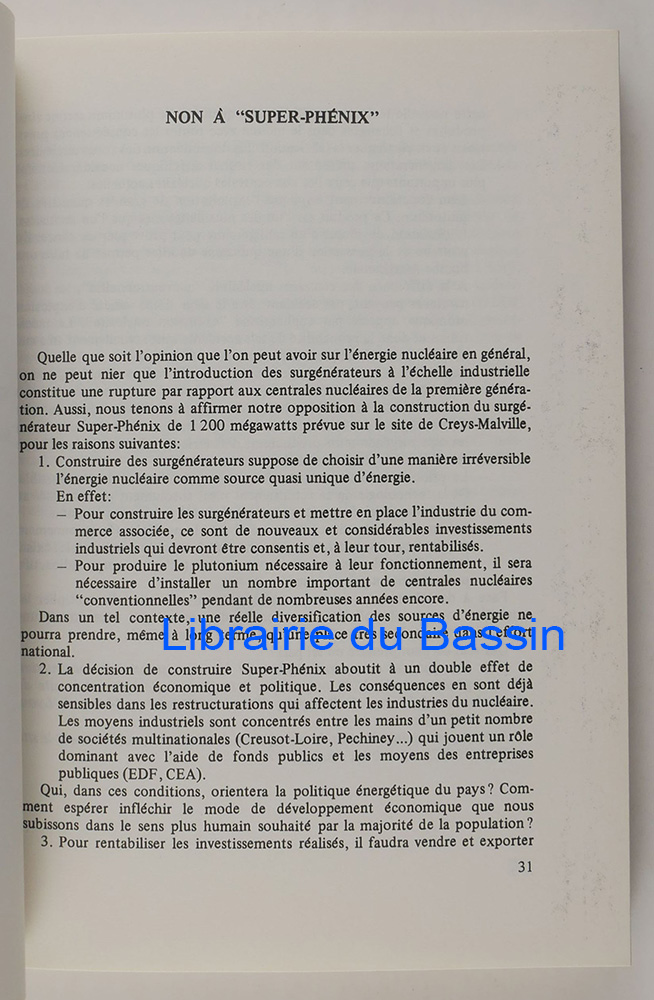 NON À “SUPER-PHÉNIX”
Quelle que soit l’opinion que l’on peut avoir sur l’énergie nucléaire en général,
on ne peut nier que l’introduction des surgénérateurs à l’échelle industrielle
constitue une rupture par rapport aux centrales nucléaires de la première généra-
tion. Aussi, nous tenons à affirmer notre opposition à la construction du surgé-
nérateur Super-Phénix de 1 200 mégawatts prévue sur le site de Creys-Malville,
pour les raisons suivantes:
1. Construire des surgénérateurs suppose de choisir d’une manière irréversible
l’énergie nucléaire comme source quasi unique d’énergie.
En effet:
— Pour construire les surgénérateurs et mettre en place l’industrie du com-
merce associée, ce sont de nouveaux et considérables investissements
industriels qui devront être consentis et, à leur tour, rentabilisés.
— Pour produire le plutonium nécessaire à leur fonctionnement, il sera
nécessaire d’installer un nombre important de centrales nucléaires
“conventionnelles” pendant de nombreuses années encore.
Dans un tel contexte, une réelle diversification des sources d’énergie ne
pourra prendre, même à long terme, qu’une place très secondaire dans l’effort
national.
Librairie du Bassin
2. La décision de construire Super-Phénix aboutit à un double effet de
concentration économique et politique. Les conséquences en sont déjà
sensibles dans les restructurations qui affectent les industries du nucléaire.
Les moyens industriels sont concentrés entre les mains d’un petit nombre
de sociétés multinationales (Creusot-Loire, Pechiney...) qui jouent un rôle
dominant avec l’aide de fonds publics et les moyens des entreprises
publiques (EDF, CEA).
Qui, dans ces conditions, orientera la politique énergétique du pays? Com-
ment espérer infléchir le mode de développement économique que nous
subissons dans le sens plus humain souhaité par la majorité de la population?
3. Pour rentabiliser les investissements réalisés, il faudra vendre et exporter
31